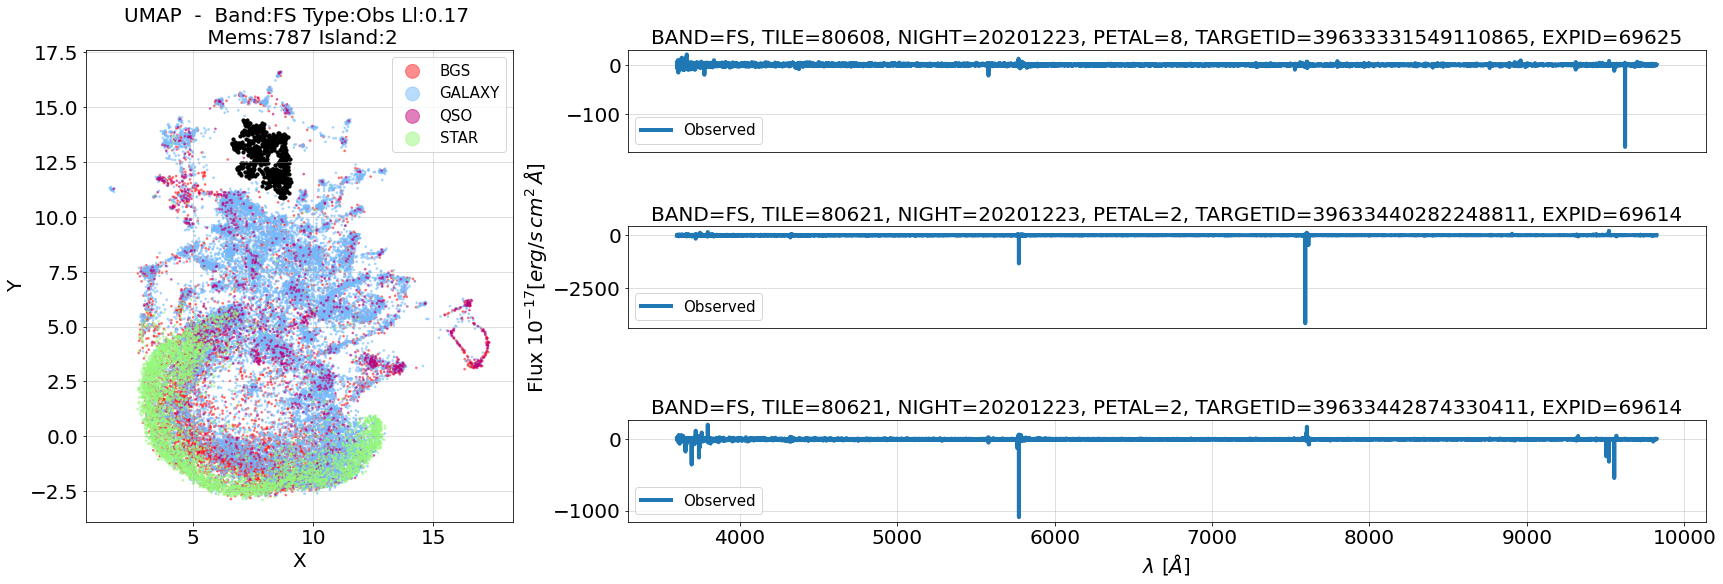 UMAP - Band:FS Type:Obs Ll:0.17
Mems:787 Island:2
17.5
15.0
12.5
10.0
7.5
5.0
2.5
0.0
−2.5
Y
5
10
15
X
BGS
GALAXY
QSO
STAR
Flux 10⁻¹⁷[erg/s cm² Å]
BAND=FS, TILE=80608, NIGHT=20201223, PETAL=8, TARGETID=39633331549110865, EXPID=69625
0
−100
Observed
BAND=FS, TILE=80621, NIGHT=20201223, PETAL=2, TARGETID=39633440282248811, EXPID=69614
0
−2500
Observed
BAND=FS, TILE=80621, NIGHT=20201223, PETAL=2, TARGETID=39633442874330411, EXPID=69614
0
−1000
Observed
4000
5000
6000
7000
8000
9000
10000
λ [Å]